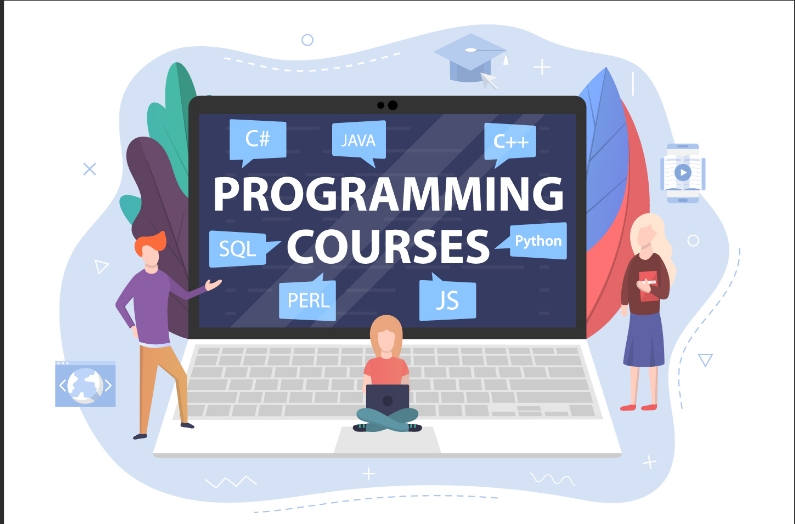 C#
JAVA
C++
PROGRAMMING
COURSES
SQL
Python
PERL
JS